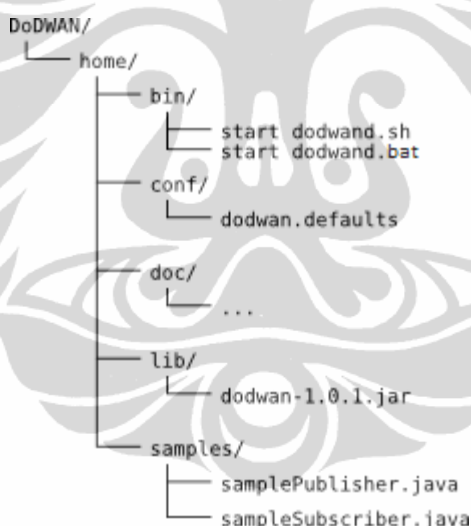 DoDWAN/
home/
bin/
start dodwand.sh
start dodwand.bat
conf/
dodwan.defaults
doc/
...
lib/
dodwan-1.0.1.jar
samples/
samplePublisher.java
sampleSubscriber.java